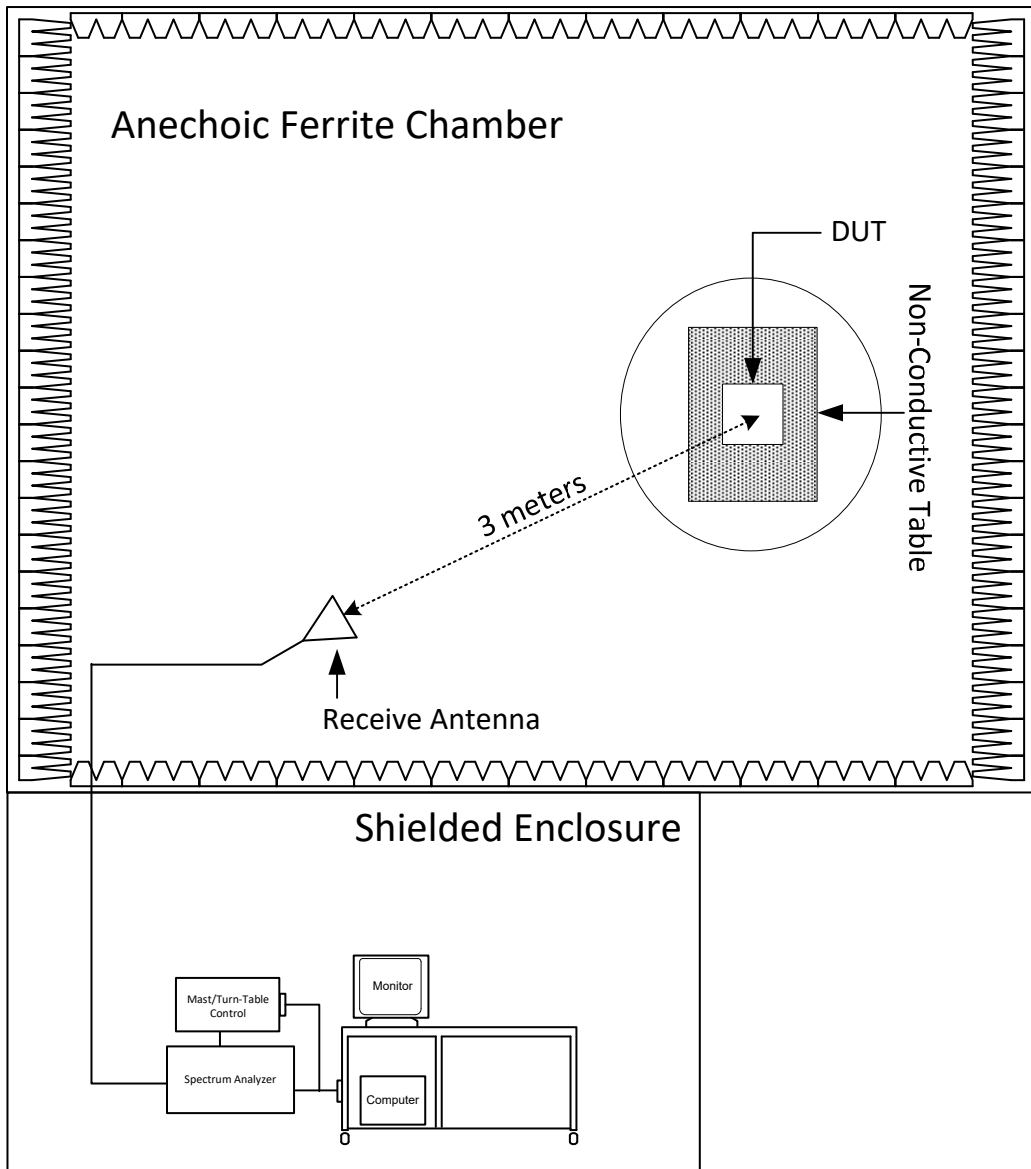 Anechoic Ferrite Chamber
DUT
Non-Conductive Table
3 meters
Receive Antenna
Shielded Enclosure
Monitor
Mast/Turn-Table
Control
Spectrum Analyzer
Computer